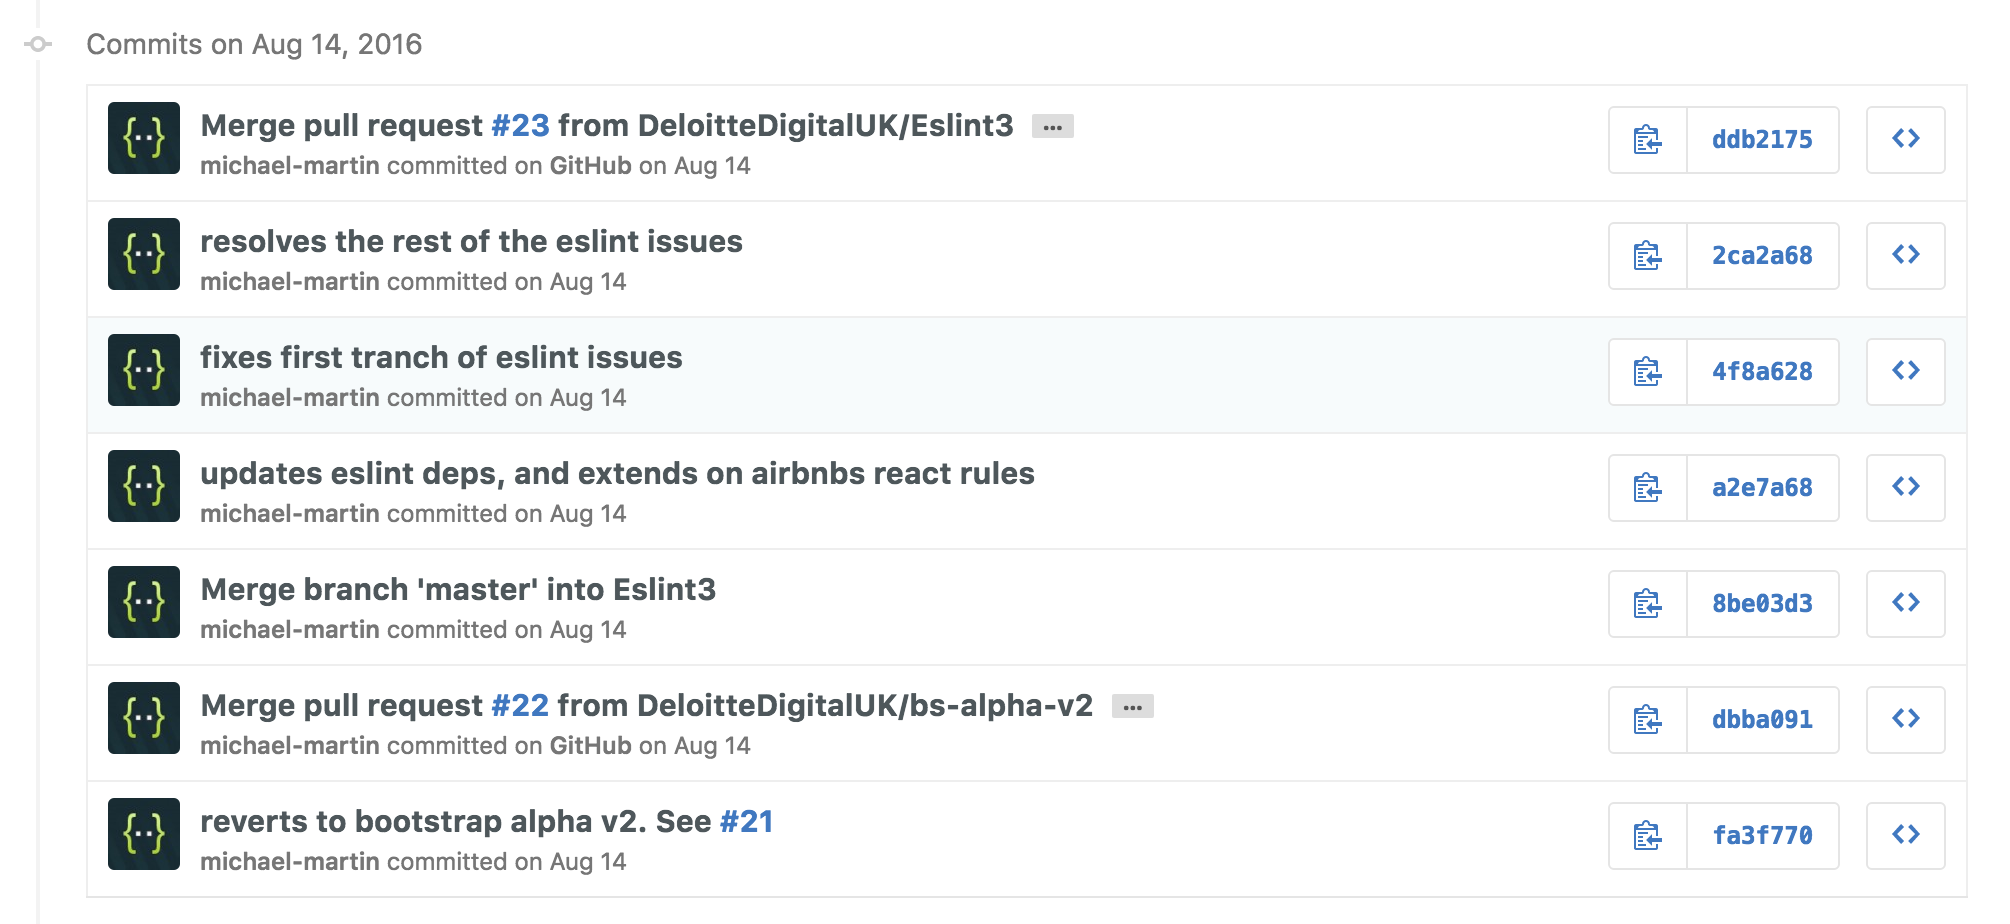 Commits on Aug 14, 2016
Merge pull request #23 from DeloitteDigitalUK/Eslint3 …
michael-martin committed on GitHub on Aug 14
ddb2175
resolves the rest of the eslint issues
michael-martin committed on Aug 14
2ca2a68
fixes first tranch of eslint issues
michael-martin committed on Aug 14
4f8a628
updates eslint deps, and extends on airbnbs react rules
michael-martin committed on Aug 14
a2e7a68
Merge branch 'master' into Eslint3
michael-martin committed on Aug 14
8be03d3
Merge pull request #22 from DeloitteDigitalUK/bs-alpha-v2 …
michael-martin committed on GitHub on Aug 14
dbba091
reverts to bootstrap alpha v2. See #21
michael-martin committed on Aug 14
fa3f770